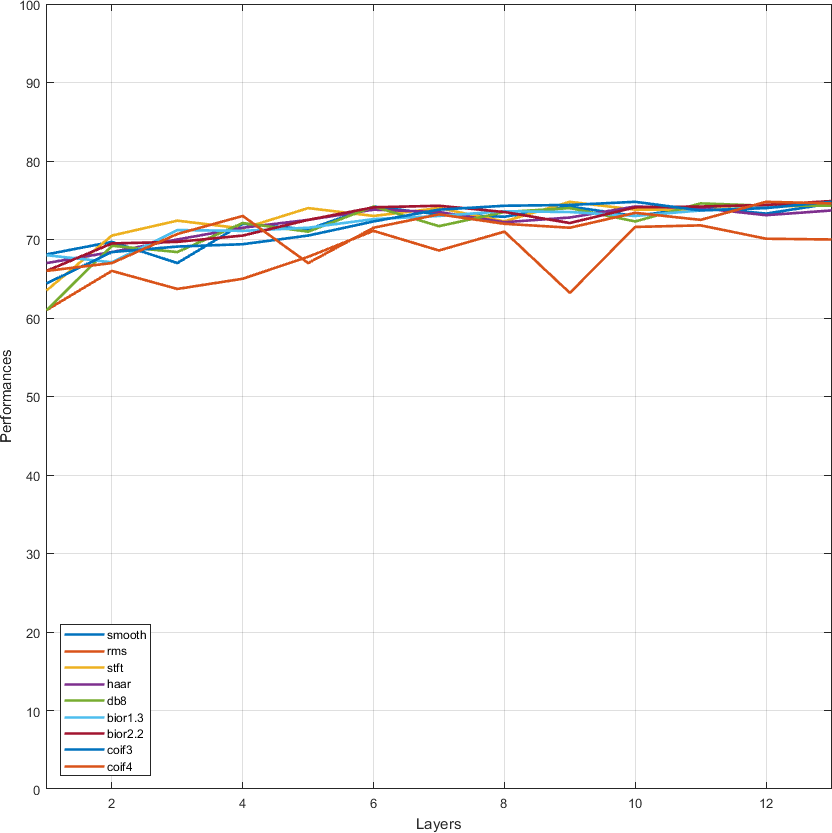 100
90
80
70
60
50
40
30
20
10
0
Performances
smooth
rms
stft
haar
db8
bior1.3
bior2.2
coif3
coif4
2 4 6 8 10 12
Layers